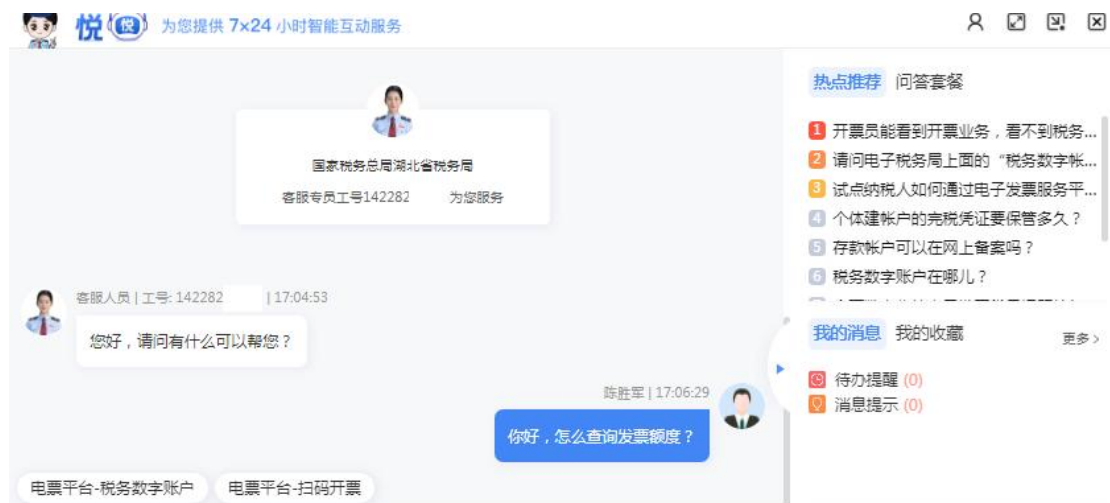 悦悦 为您提供 7×24 小时智能互动服务
国家税务总局湖北省税务局
客服专员工号142282 为您服务
客服人员 | 工号: 142282 | 17:04:53
您好，请问有什么可以帮您？
陈胜军 | 17:06:29
你好，怎么查询发票额度？
电票平台-税务数字账户 电票平台-扫码开票
热点推荐 问答套餐
1 开票员能看到开票业务，看不到税务...
2 请问电子税务局上面的“税务数字帐...
3 试点纳税人如何通过电子发票服务平...
4 个体建帐户的完税凭证要保管多久？
5 存款帐户可以在网上备案吗？
6 税务数字账户在哪儿？
我的消息 我的收藏 更多 >
待办提醒 (0)
消息提示 (0)